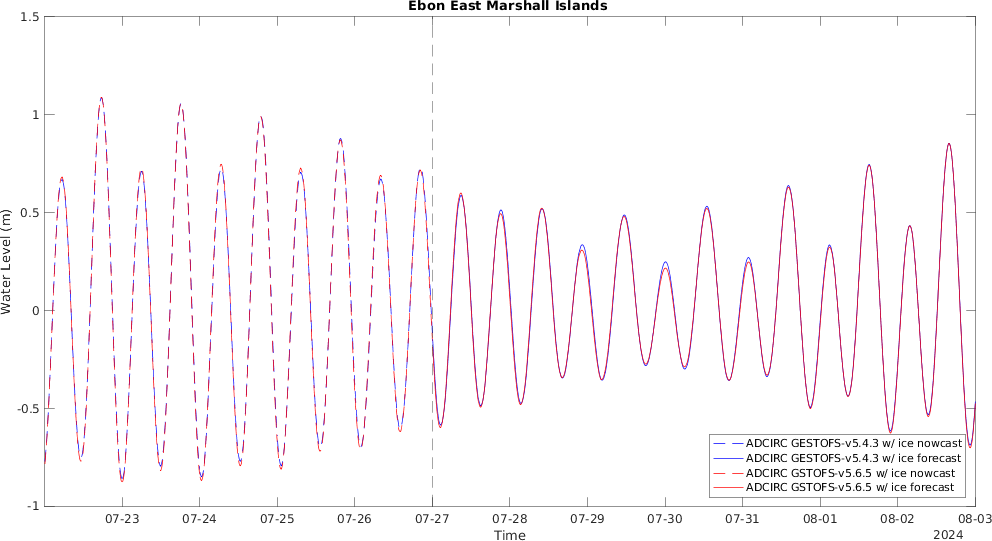 Ebon East Marshall Islands
1.5
1
0.5
0
-0.5
-1
Water Level (m)
07-23 07-24 07-25 07-26 07-27 07-28 07-29 07-30 07-31 08-01 08-02 08-03
Time
2024
ADCIRC GESTOFS-v5.4.3 w/ ice nowcast
ADCIRC GESTOFS-v5.4.3 w/ ice forecast
ADCIRC GSTOFS-v5.6.5 w/ ice nowcast
ADCIRC GSTOFS-v5.6.5 w/ ice forecast